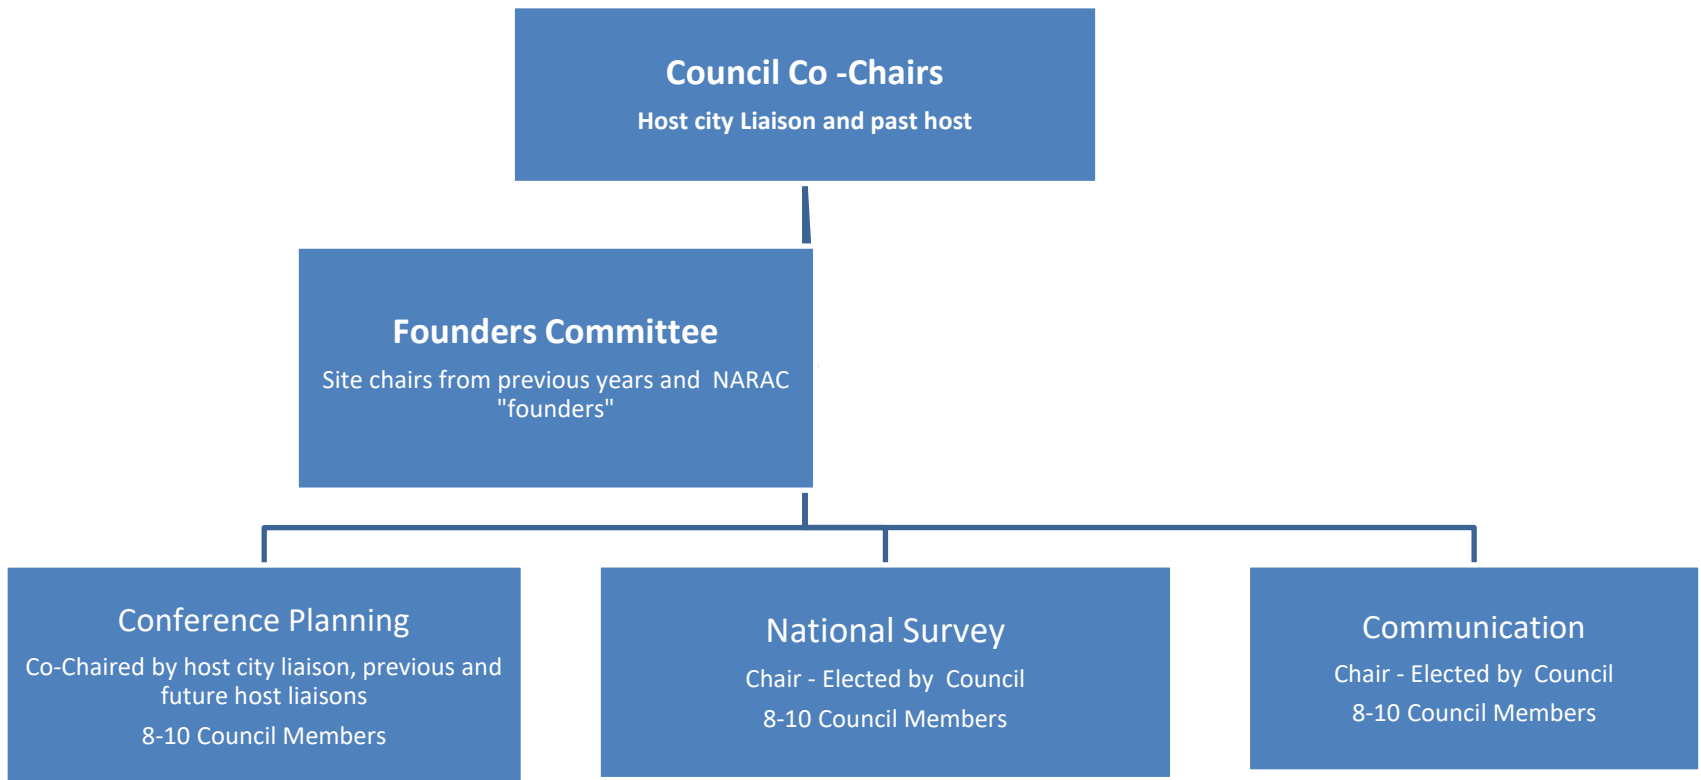 Council Co -Chairs
Host city Liaison and past host
Founders Committee
Site chairs from previous years and  NARAC
"founders"
Conference Planning
Co-Chaired by host city liaison, previous and
future host liaisons
8-10 Council Members
National Survey
Chair - Elected by  Council
8-10 Council Members
Communication
Chair - Elected by  Council
8-10 Council Members